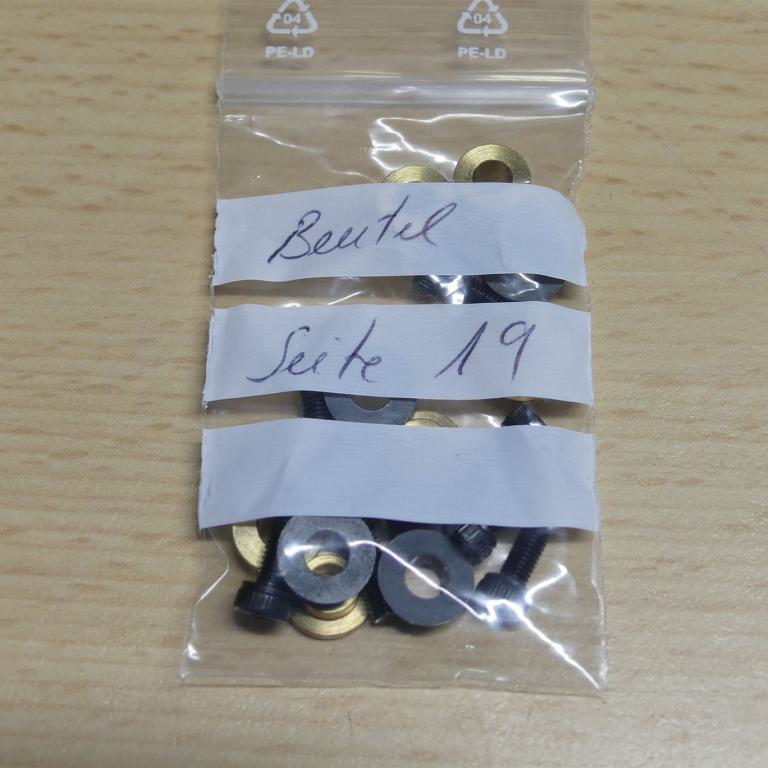 04 04
PE-LD PE-LD
Beutel
Seite 19